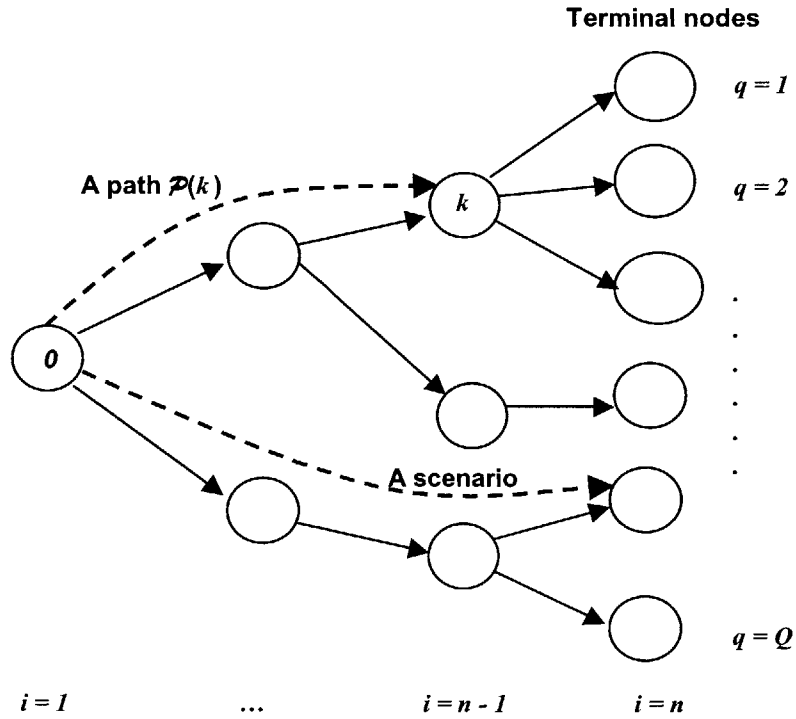 Terminal nodes
q = 1
A path 𝒫(k)
q = 2
k
0
A scenario
q = Q
i = 1
...
i = n - 1
i = n